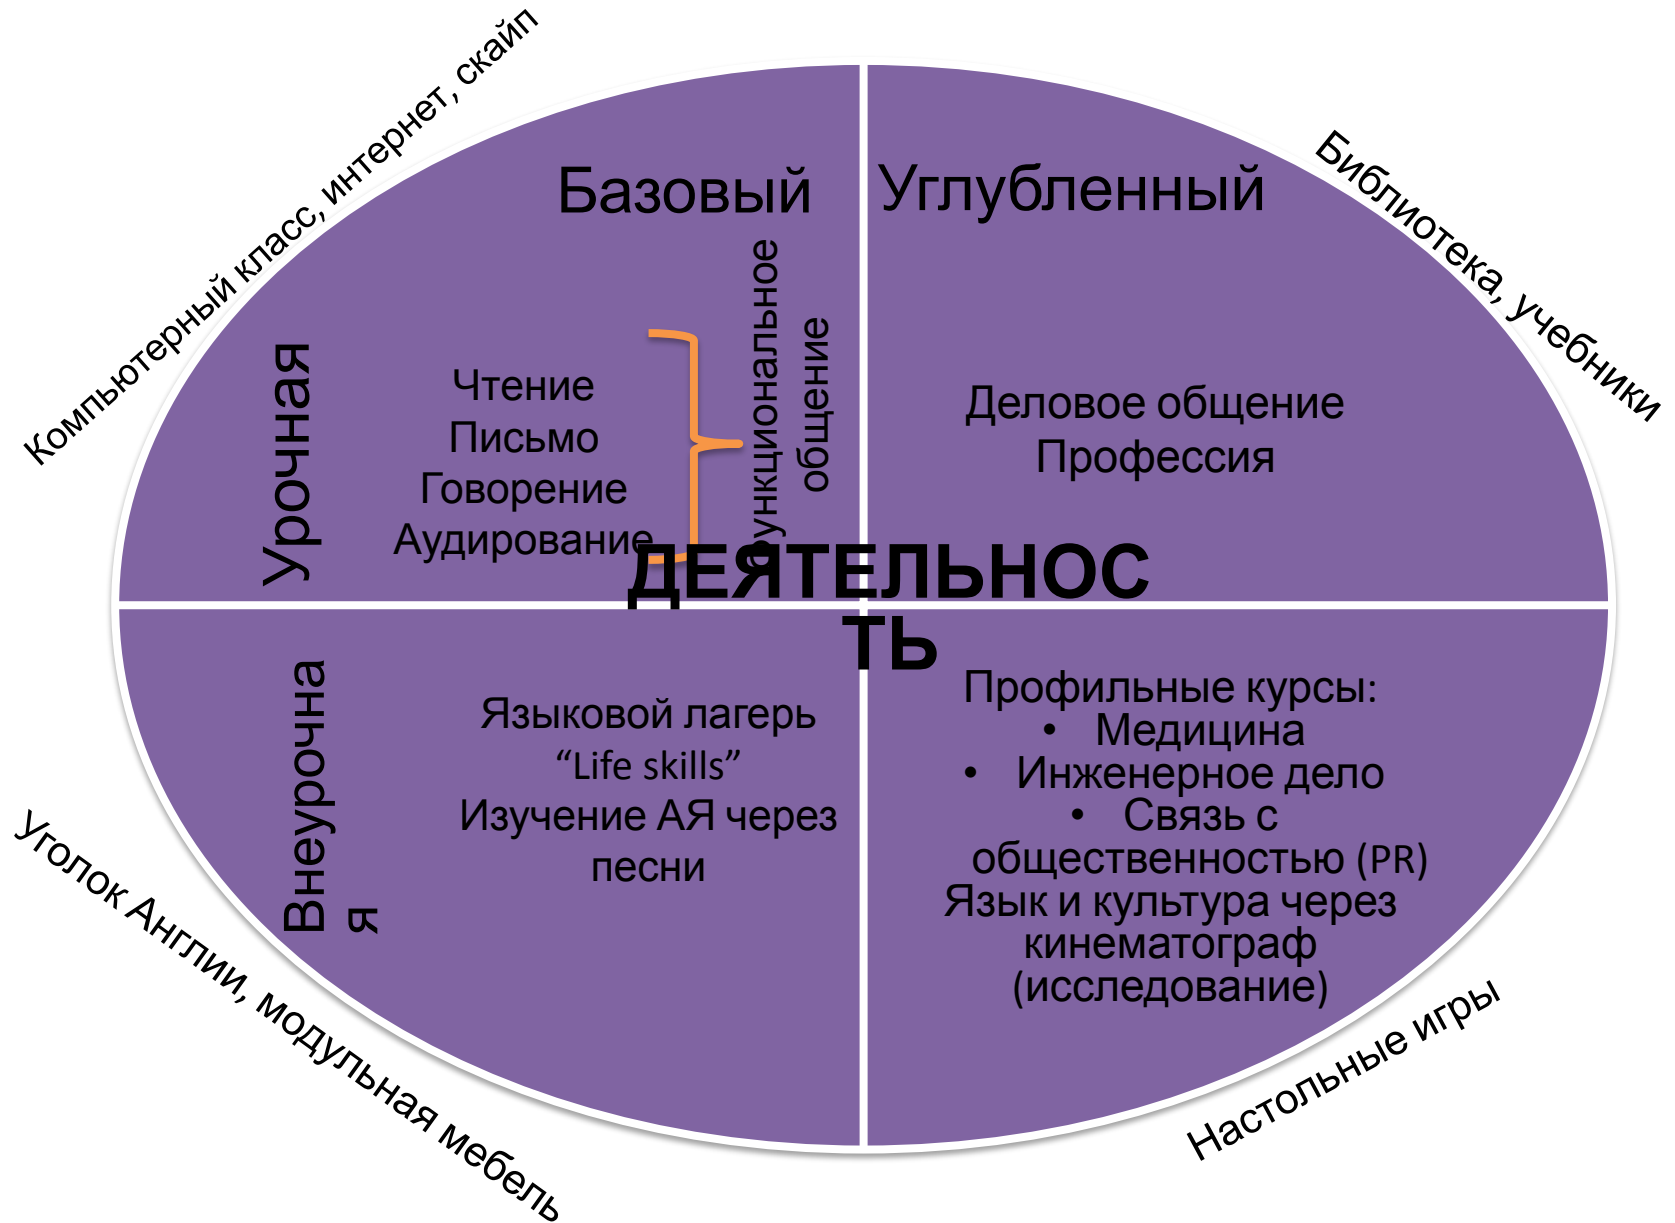 Компьютерный класс, интернет, скайп
Библиотека, учебники
Базовый
Углубленный
Урочная
Чтение
Письмо
Говорение
Аудирование
Функциональное
общение
Деловое общение
Профессия
ДЕЯТЕЛЬНОС
ТЬ
Внеурочна
я
Языковой лагерь
“Life skills”
Изучение АЯ через
песни
Профильные курсы:
• Медицина
• Инженерное дело
• Связь с
общественностью (PR)
Язык и культура через
кинематограф
(исследование)
Уголок Англии, модульная мебель
Настольные игры